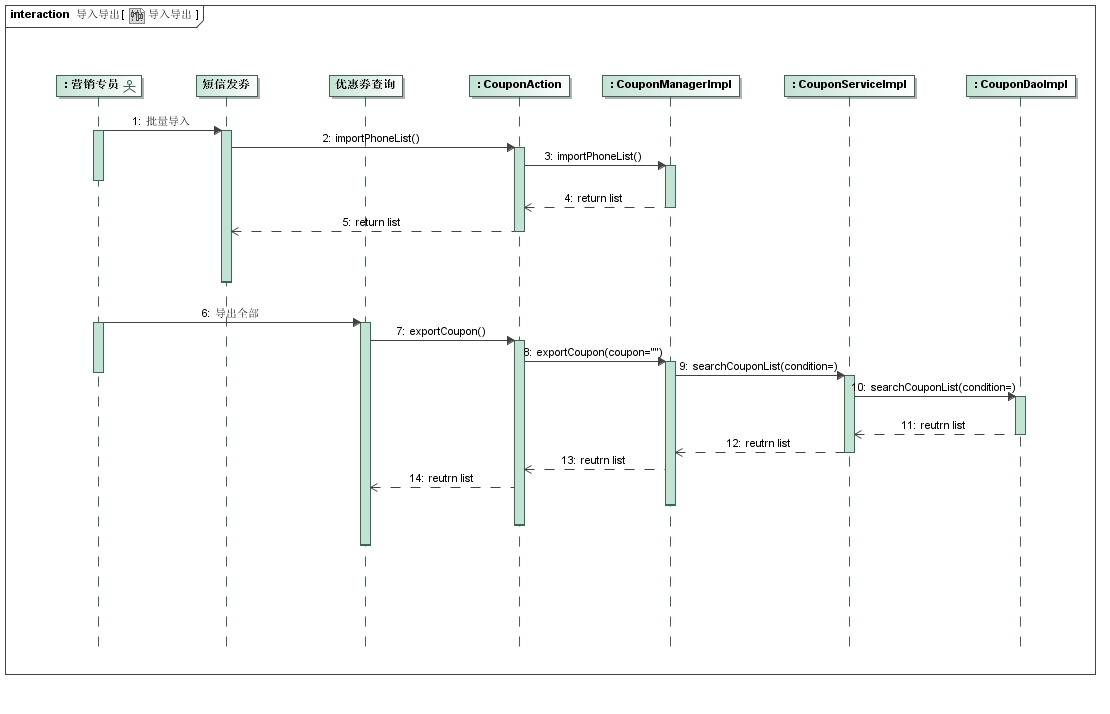 interaction 导入导出[ 导入导出 ]
: 营销专员
短信发券
优惠券查询
: CouponAction
: CouponManagerImpl
: CouponServiceImpl
: CouponDaoImpl
1: 批量导入
2: importPhoneList()
3: importPhoneList()
4: return list
5: return list
6: 导出全部
7: exportCoupon()
8: exportCoupon(coupon="")
9: searchCouponList(condition=)
10: searchCouponList(condition=)
11: reutrn list
12: reutrn list
13: reutrn list
14: reutrn list